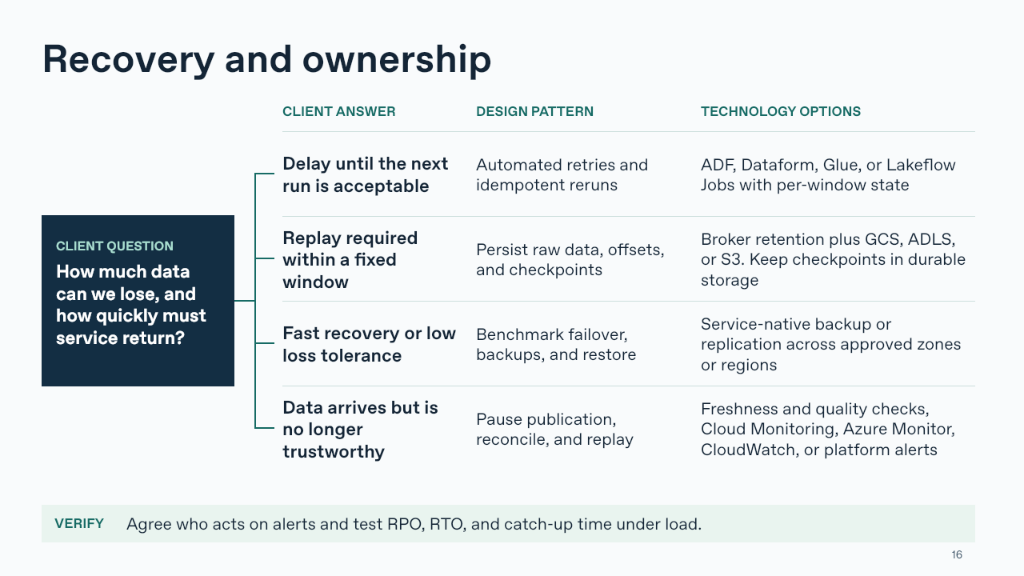 Recovery and ownership
CLIENT ANSWER
DESIGN PATTERN
TECHNOLOGY OPTIONS
CLIENT QUESTION
How much data
can we lose, and
how quickly must
service return?
Delay until the next
run is acceptable
Automated retries and
idempotent reruns
ADF, Dataform, Glue, or Lakeflow
Jobs with per-window state
Replay required
within a fixed
window
Persist raw data, offsets,
and checkpoints
Broker retention plus GCS, ADLS,
or S3. Keep checkpoints in durable
storage
Fast recovery or low
loss tolerance
Benchmark failover,
backups, and restore
Service-native backup or
replication across approved zones
or regions
Data arrives but is
no longer
trustworthy
Pause publication,
reconcile, and replay
Freshness and quality checks,
Cloud Monitoring, Azure Monitor,
CloudWatch, or platform alerts
VERIFY Agree who acts on alerts and test RPO, RTO, and catch-up time under load.
16